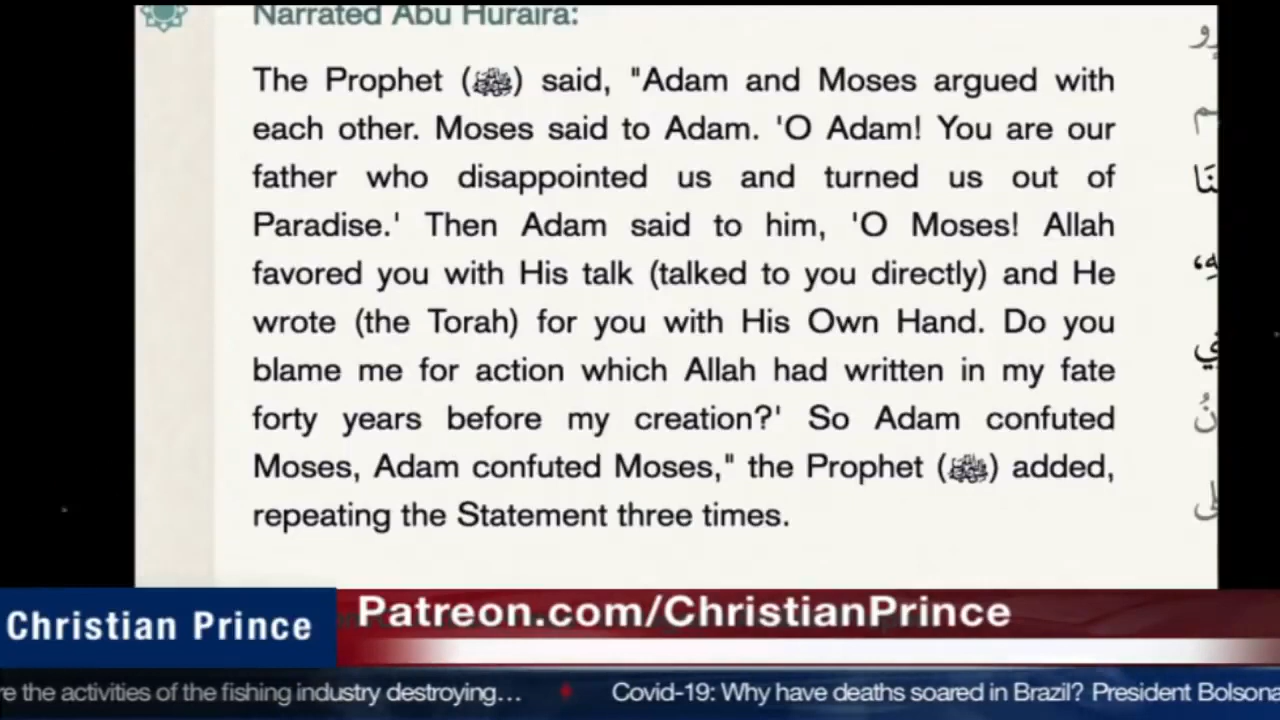 Narrated Abu Huraira:
The Prophet (ﷺ) said, "Adam and Moses argued with
each other. Moses said to Adam. 'O Adam! You are our
father who disappointed us and turned us out of
Paradise.' Then Adam said to him, 'O Moses! Allah
favored you with His talk (talked to you directly) and He
wrote (the Torah) for you with His Own Hand. Do you
blame me for action which Allah had written in my fate
forty years before my creation?' So Adam confuted
Moses, Adam confuted Moses," the Prophet (ﷺ) added,
repeating the Statement three times.
Christian Prince
Patreon.com/ChristianPrince
re the activities of the fishing industry destroying... Covid-19: Why have deaths soared in Brazil? President Bolsona